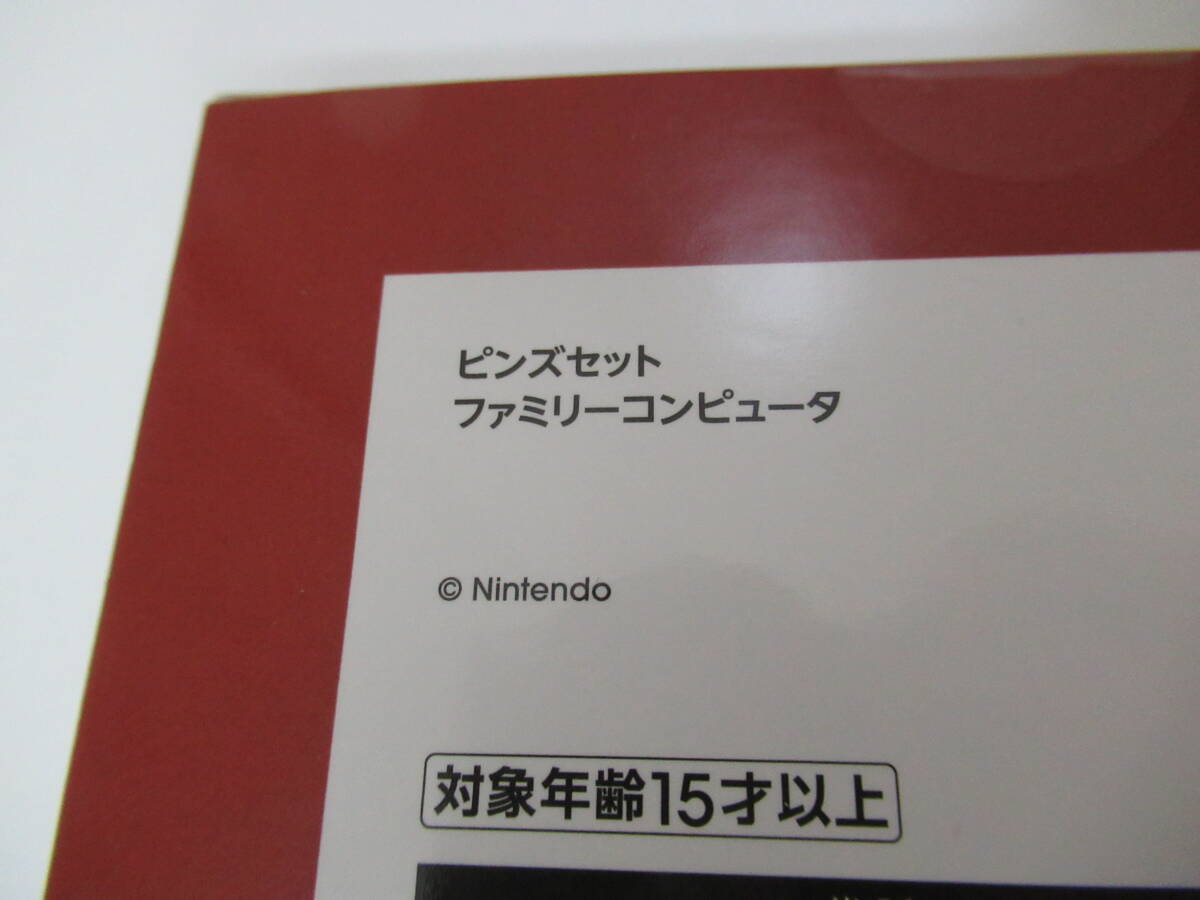 ピンズセット
ファミリーコンピュータ
© Nintendo
対象年齢15才以上